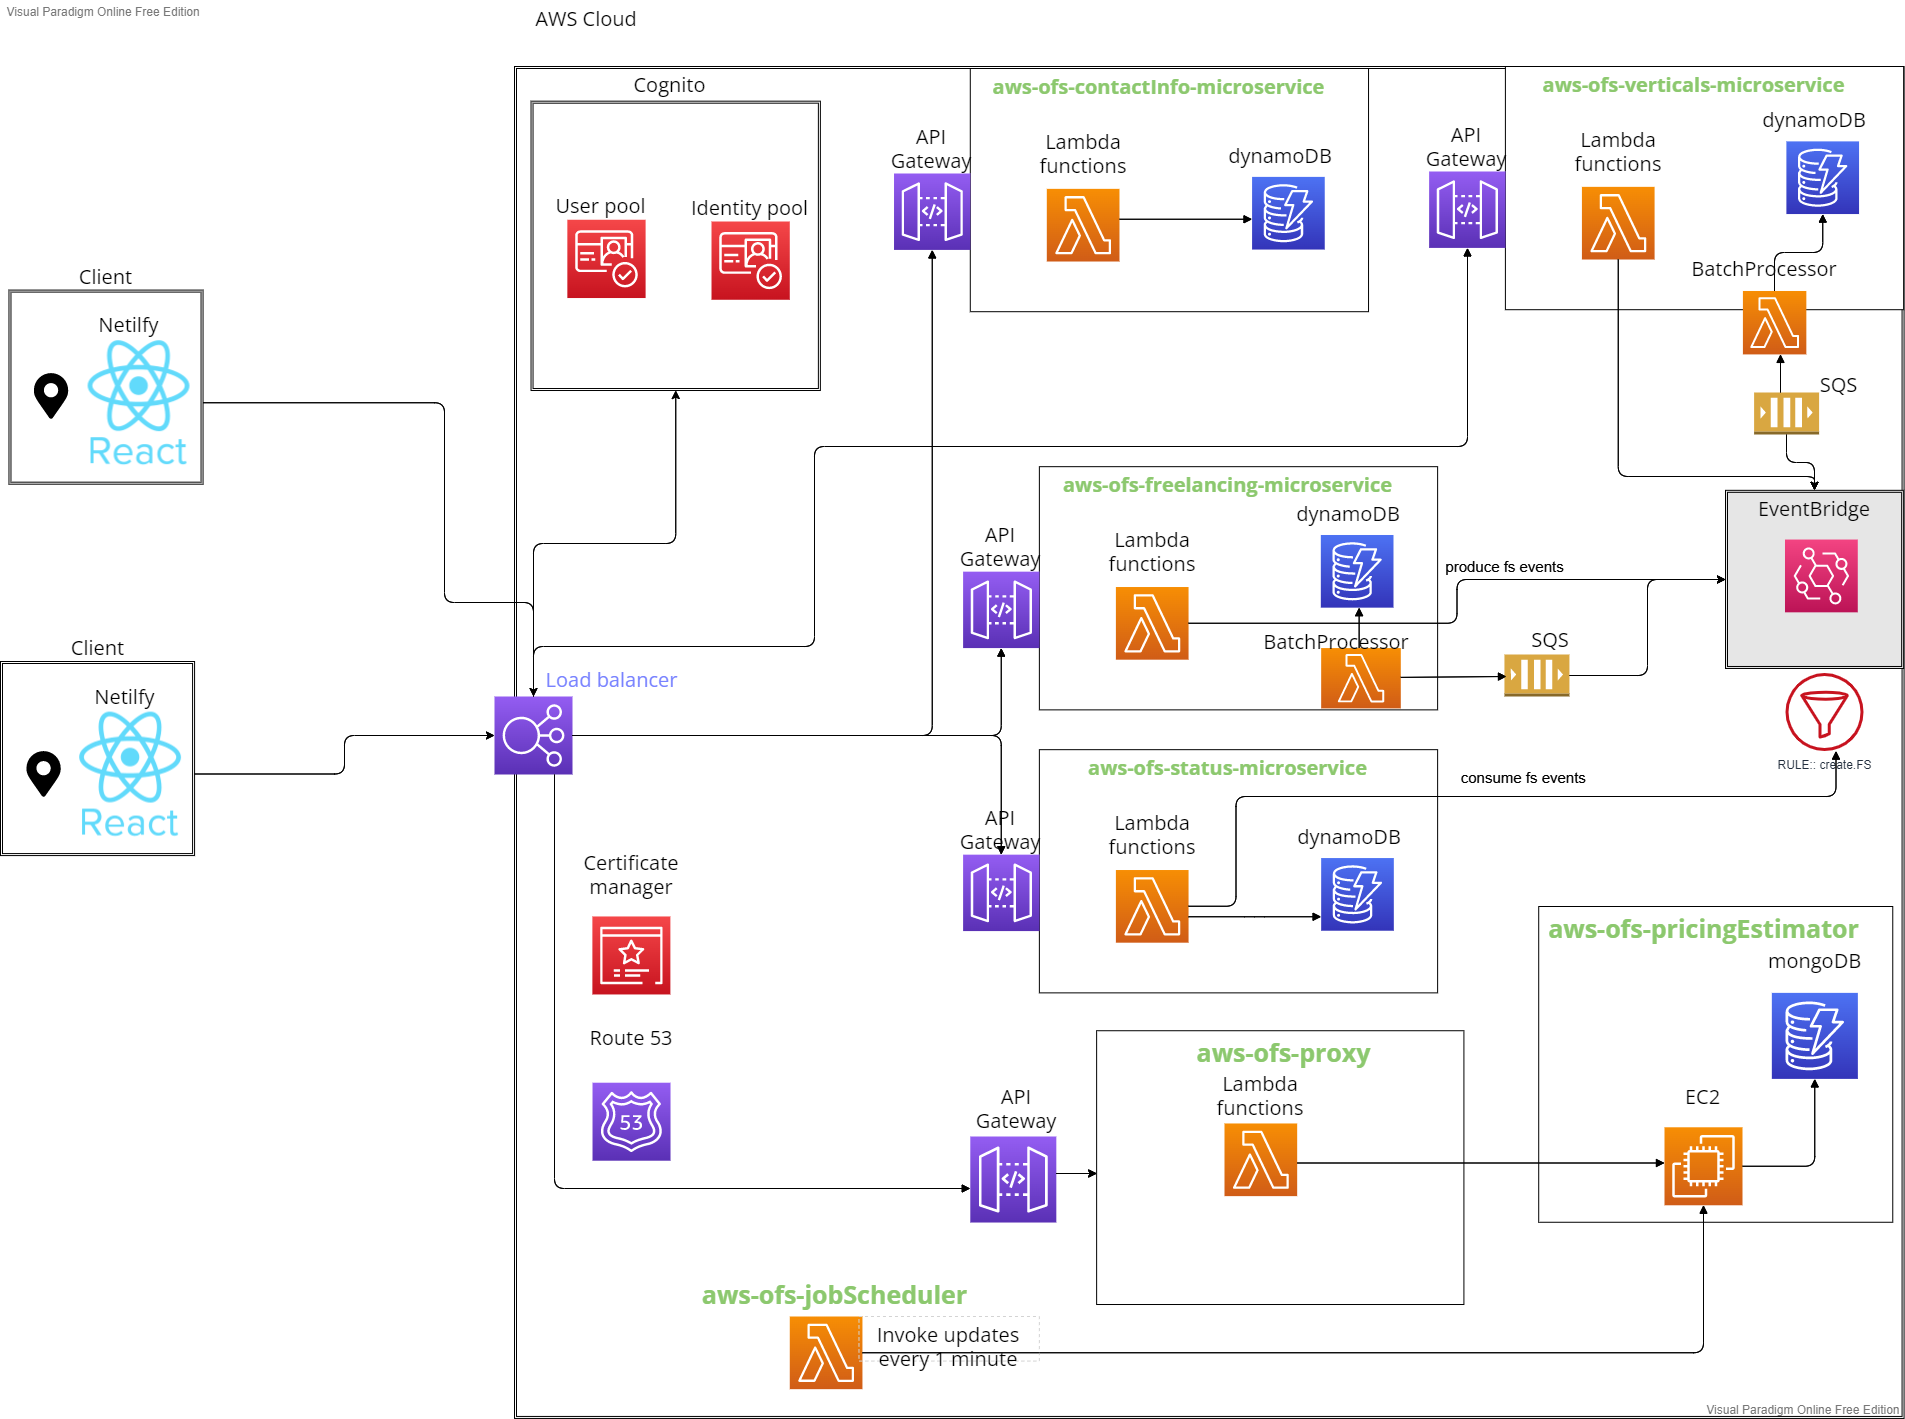 Visual Paradigm Online Free Edition
AWS Cloud
Cognito
User pool
Identity pool
API
Gateway
aws-ofs-contactInfo-microservice
Lambda
functions
dynamoDB
API
Gateway
aws-ofs-verticals-microservice
Lambda
functions
dynamoDB
BatchProcessor
SQS
Client
Netilfy
React
Client
Netilfy
React
Load balancer
API
Gateway
aws-ofs-freelancing-microservice
Lambda
functions
dynamoDB
BatchProcessor
produce fs events
SQS
EventBridge
RULE:: create.FS
API
Gateway
aws-ofs-status-microservice
Lambda
functions
dynamoDB
consume fs events
Certificate
manager
Route 53
53
API
Gateway
aws-ofs-proxy
Lambda
functions
aws-ofs-pricingEstimator
mongoDB
EC2
aws-ofs-jobScheduler
Invoke updates
every 1 minute
Visual Paradigm Online Free Edition